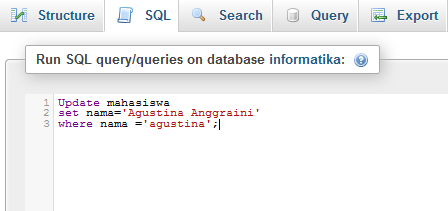 Structure SQL Search Query Export
Run SQL query/queries on database informatika:
1 Update mahasiswa
2 set nama='Agustina Anggraini'
3 where nama ='agustina';